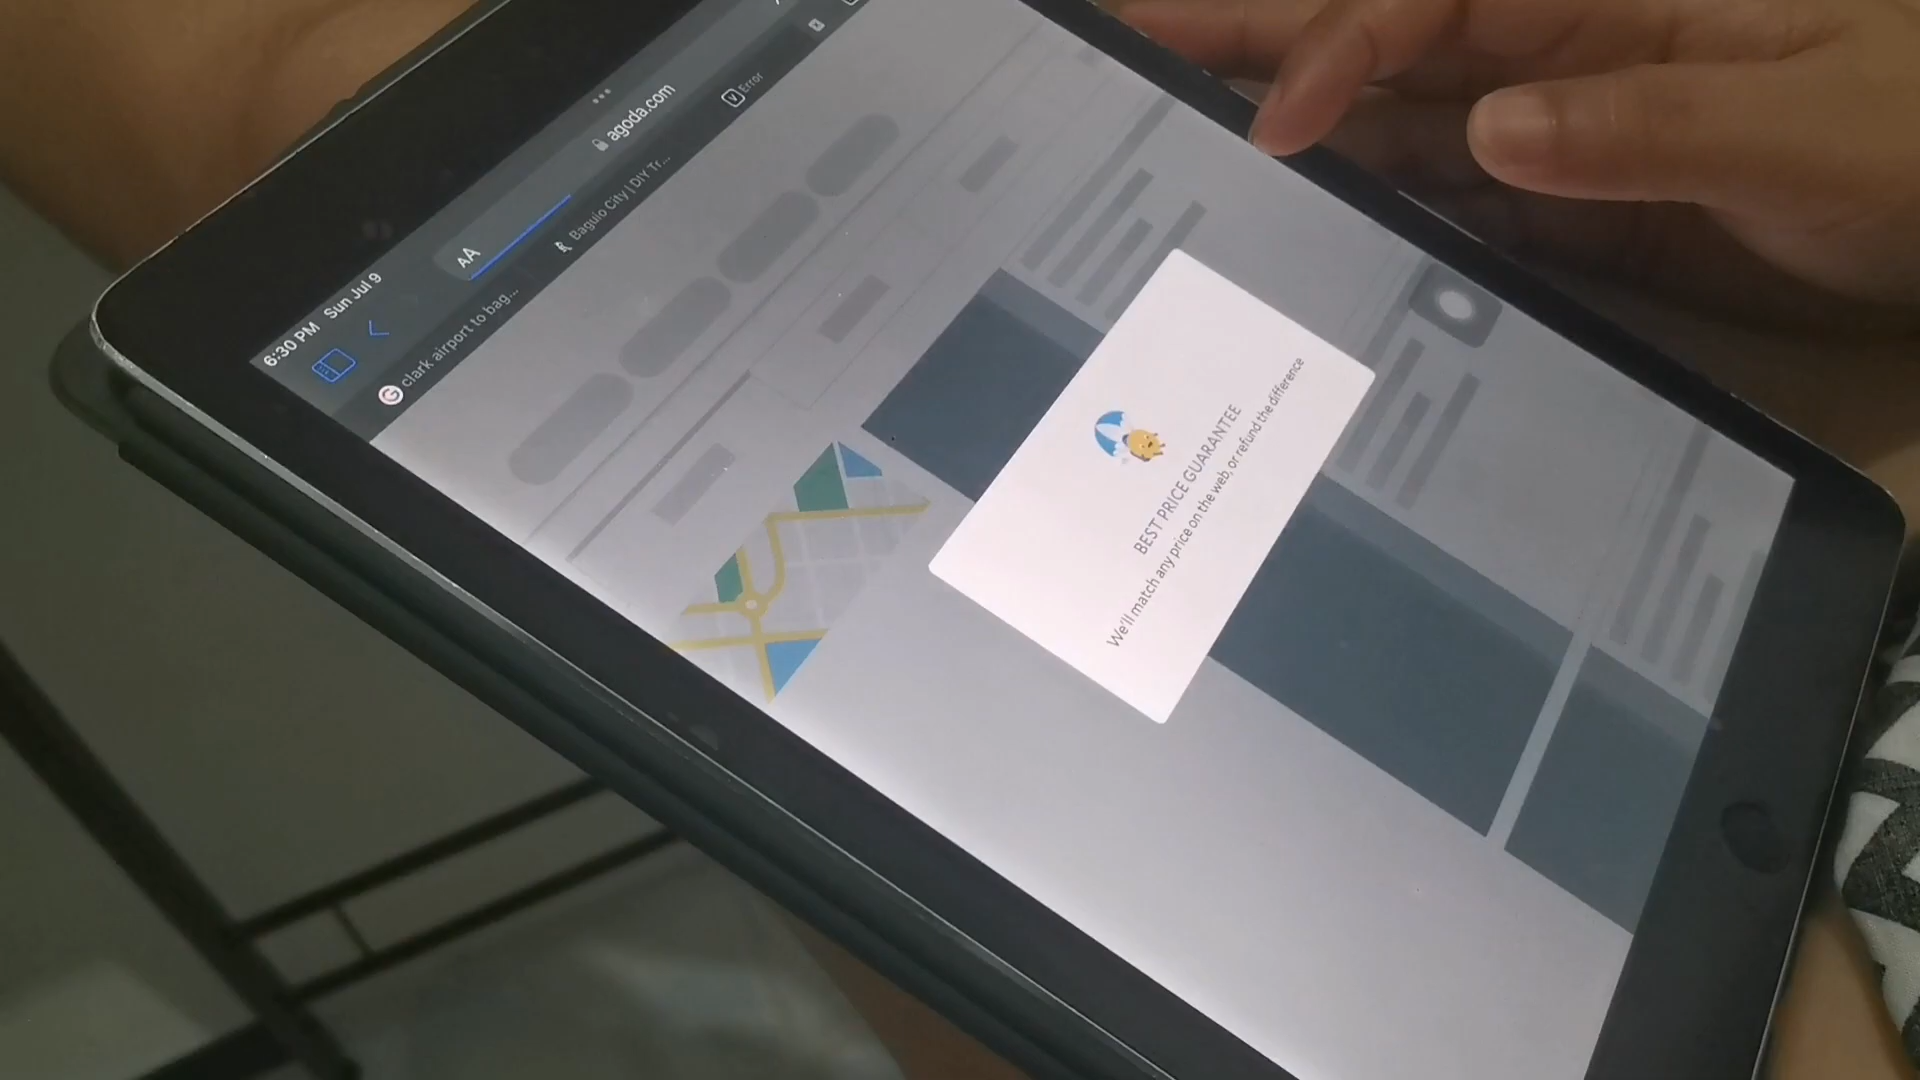 6:30 PM Sun Jul 9
AA
agoda.com
clark airport to bag...
Baguio City | DIY Tr...
Error
BEST PRICE GUARANTEE
We'll match any price on the web, or refund the difference